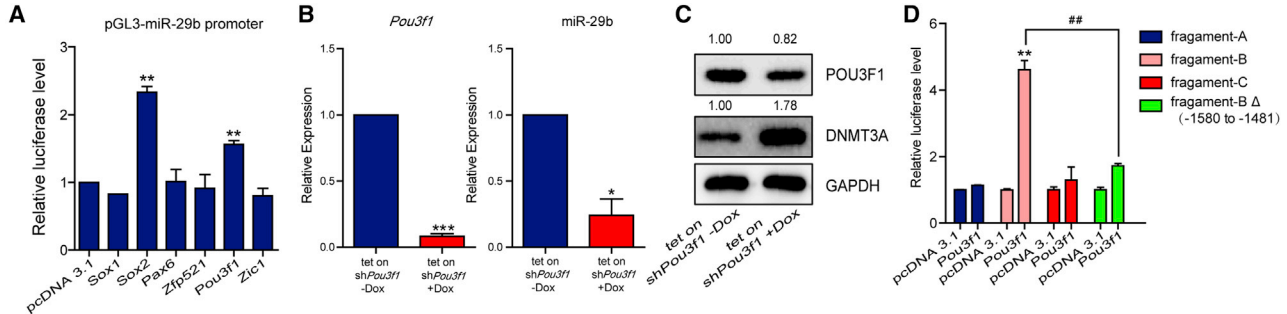 A
pGL3-miR-29b promoter
Relative luciferase level
3
2
1
0
pcDNA 3.1
Sox1
Sox2
Pax6
Zfp521
Pou3f1
Zic1
**
**
B
Pou3f1
Relative Expression
1.5
1.0
0.5
0.0
***
tet on
shPou3f1
-Dox
tet on
shPou3f1
+Dox
miR-29b
Relative Expression
1.5
1.0
0.5
0.0
*
tet on
shPou3f1
-Dox
tet on
shPou3f1
+Dox
C
1.00 0.82
POU3F1
1.00 1.78
DNMT3A
GAPDH
tet on
shPou3f1 -Dox
tet on
shPou3f1 +Dox
D
Relative luciferase level
6
4
2
0
**
##
pcDNA 3.1
Pou3f1
pcDNA 3.1
Pou3f1
pcDNA 3.1
Pou3f1
pcDNA 3.1
Pou3f1
fragament-A
fragament-B
fragament-C
fragament-B Δ
(-1580 to -1481)